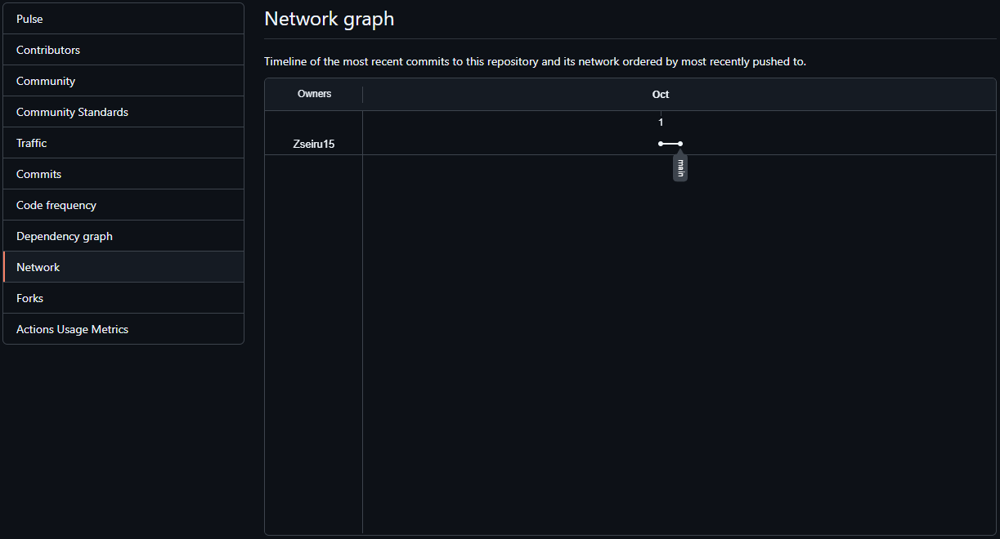 Pulse
Contributors
Community
Community Standards
Traffic
Commits
Code frequency
Dependency graph
Network
Forks
Actions Usage Metrics
Network graph
Timeline of the most recent commits to this repository and its network ordered by most recently pushed to.
Owners
Oct
1
Zseiru15
main